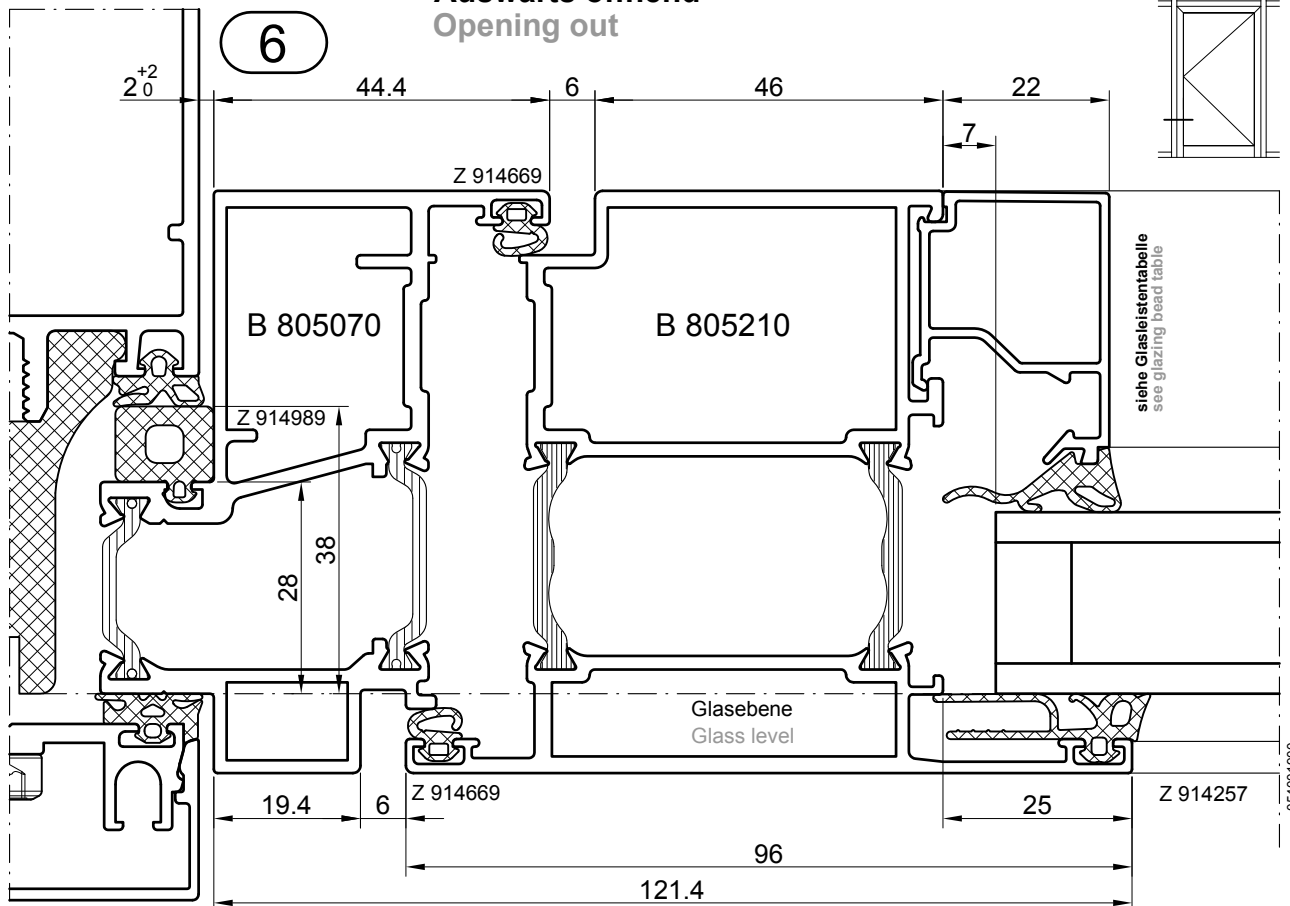 Opening out
6
2 +2 0
44.4
6
46
22
7
Z 914669
B 805070
B 805210
siehe Glasleistentabelle
see glazing bead table
Z 914989
28
38
Glasebene
Glass level
Z 914669
Z 914257
19.4
6
25
96
121.4